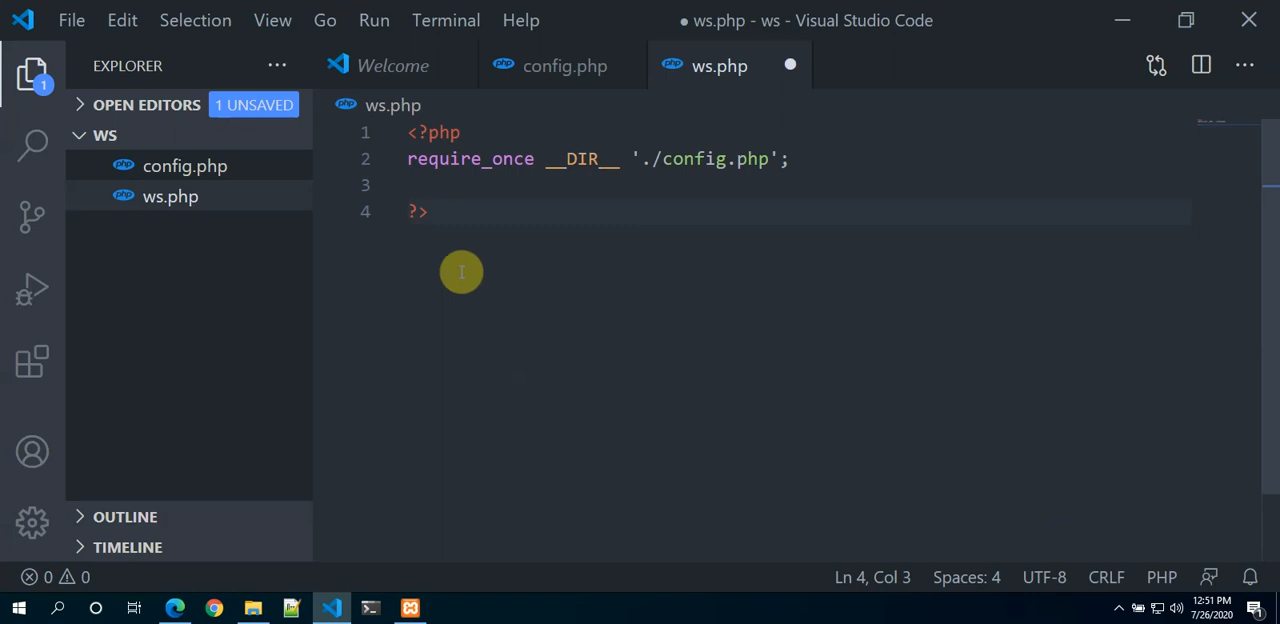 File Edit Selection View Go Run Terminal Help ● ws.php - ws - Visual Studio Code
EXPLORER ···
Welcome config.php ws.php
1
OPEN EDITORS 1 UNSAVED
WS
config.php
ws.php
ws.php
1 <?php
2 require_once __DIR__ './config.php';
3
4 ?>
OUTLINE
TIMELINE
0 0 Ln 4, Col 3 Spaces: 4 UTF-8 CRLF PHP
12:51 PM
7/26/2020
1